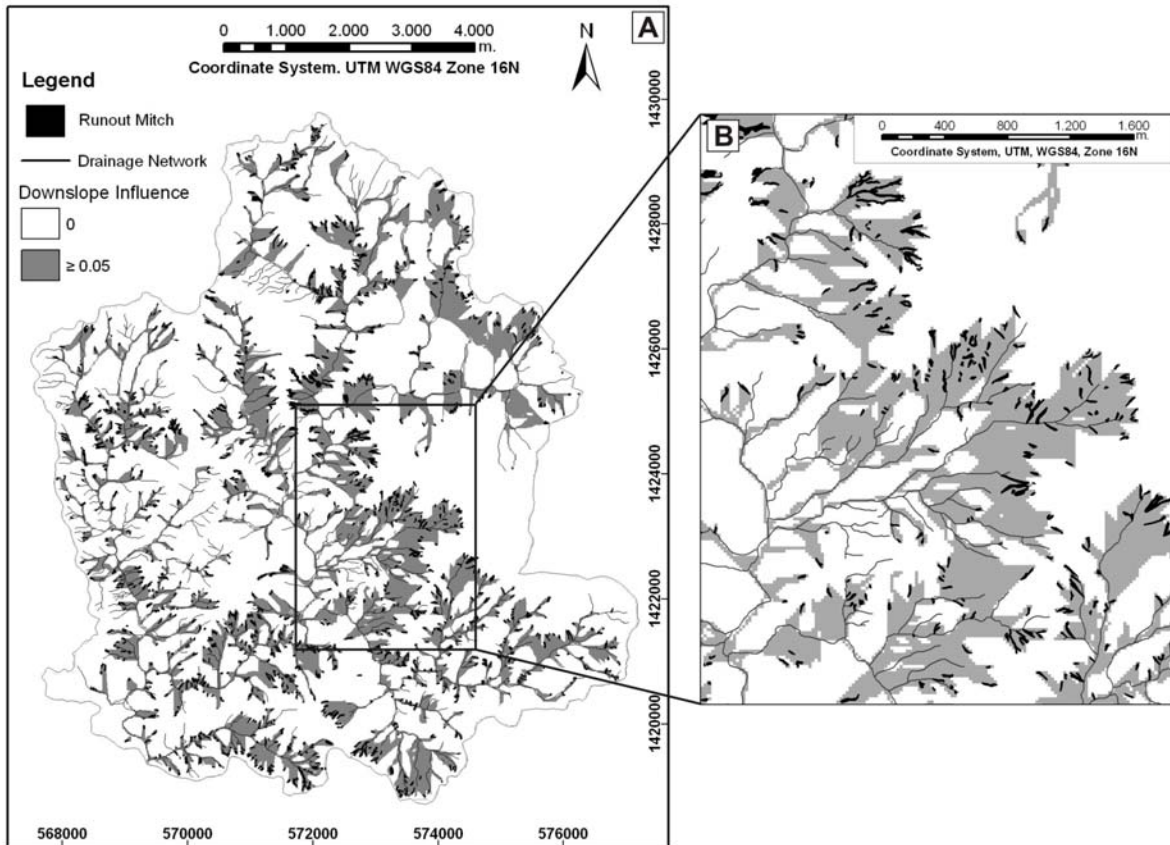 A
N
0 1.000 2.000 3.000 4.000
m.
Coordinate System. UTM WGS84 Zone 16N
Legend
Runout Mitch
Drainage Network
Downslope Influence
0
≥ 0.05
1430000
1428000
1426000
1424000
1422000
1420000
568000 570000 572000 574000 576000
B
0 400 800 1.200 1.600
m.
Coordinate System, UTM, WGS84, Zone 16N